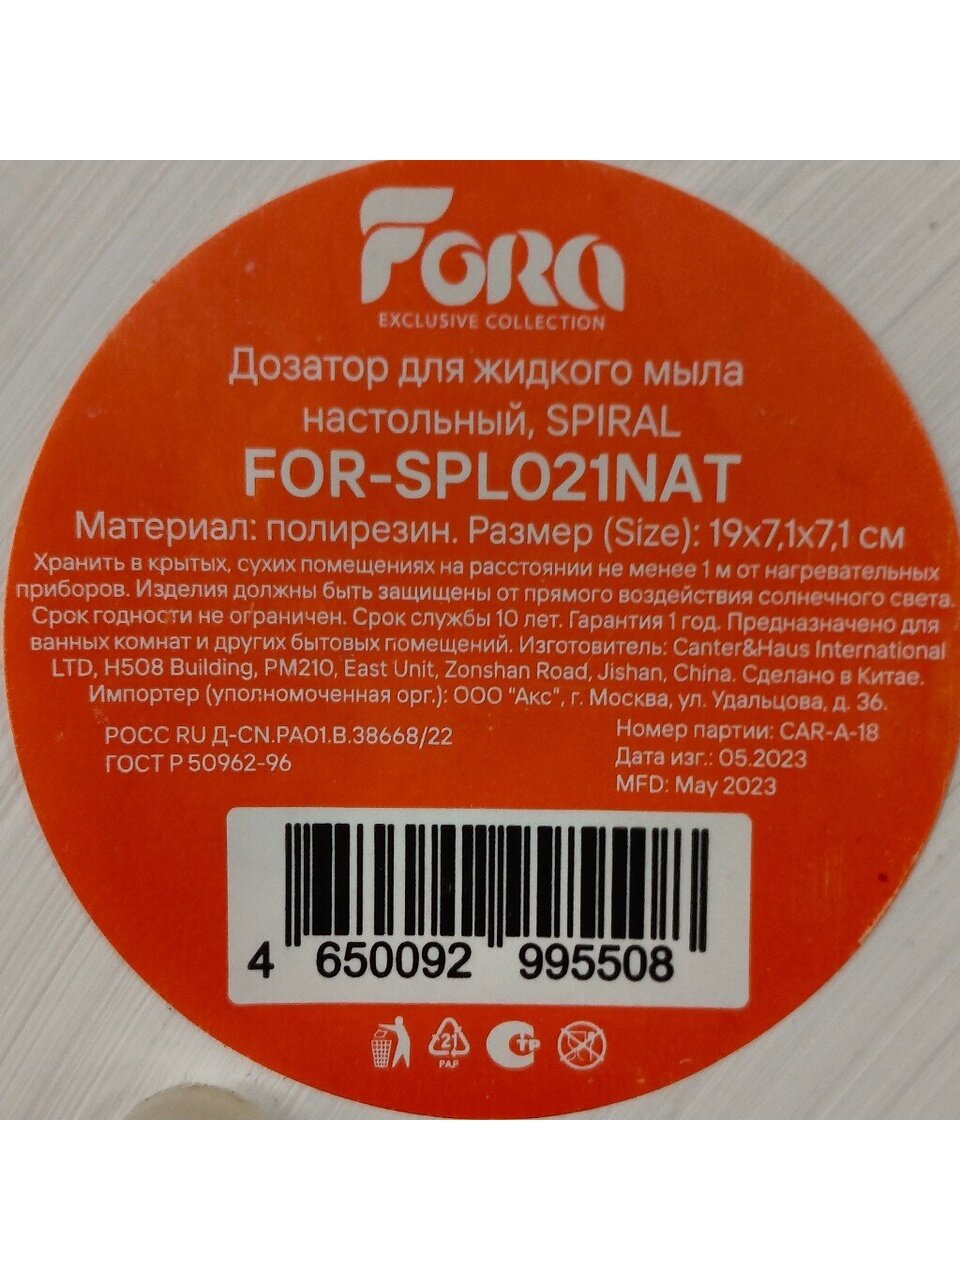 FORA
EXCLUSIVE COLLECTION
Дозатор для жидкого мыла
настольный, SPIRAL
FOR-SPL021NAT
Материал: полирезин. Размер (Size): 19x7,1x7,1 см
Хранить в крытых, сухих помещениях на расстоянии не менее 1 м от нагревательных
приборов. Изделия должны быть защищены от прямого воздействия солнечного света.
Срок годности не ограничен. Срок службы 10 лет. Гарантия 1 год. Предназначено для
ванных комнат и других бытовых помещений. Изготовитель: Canter&Haus International
LTD, H508 Building, PM210, East Unit, Zonshan Road, Jishan, China. Сделано в Китае.
Импортер (уполномоченная орг.): ООО "Акс", г. Москва, ул. Удальцова, д. 36.
РОСС RU Д-CN.РА01.В.38668/22
ГОСТ Р 50962-96
Номер партии: CAR-A-18
Дата изг.: 05.2023
MFD: May 2023
4 650092 995508
21
PAP
СТР